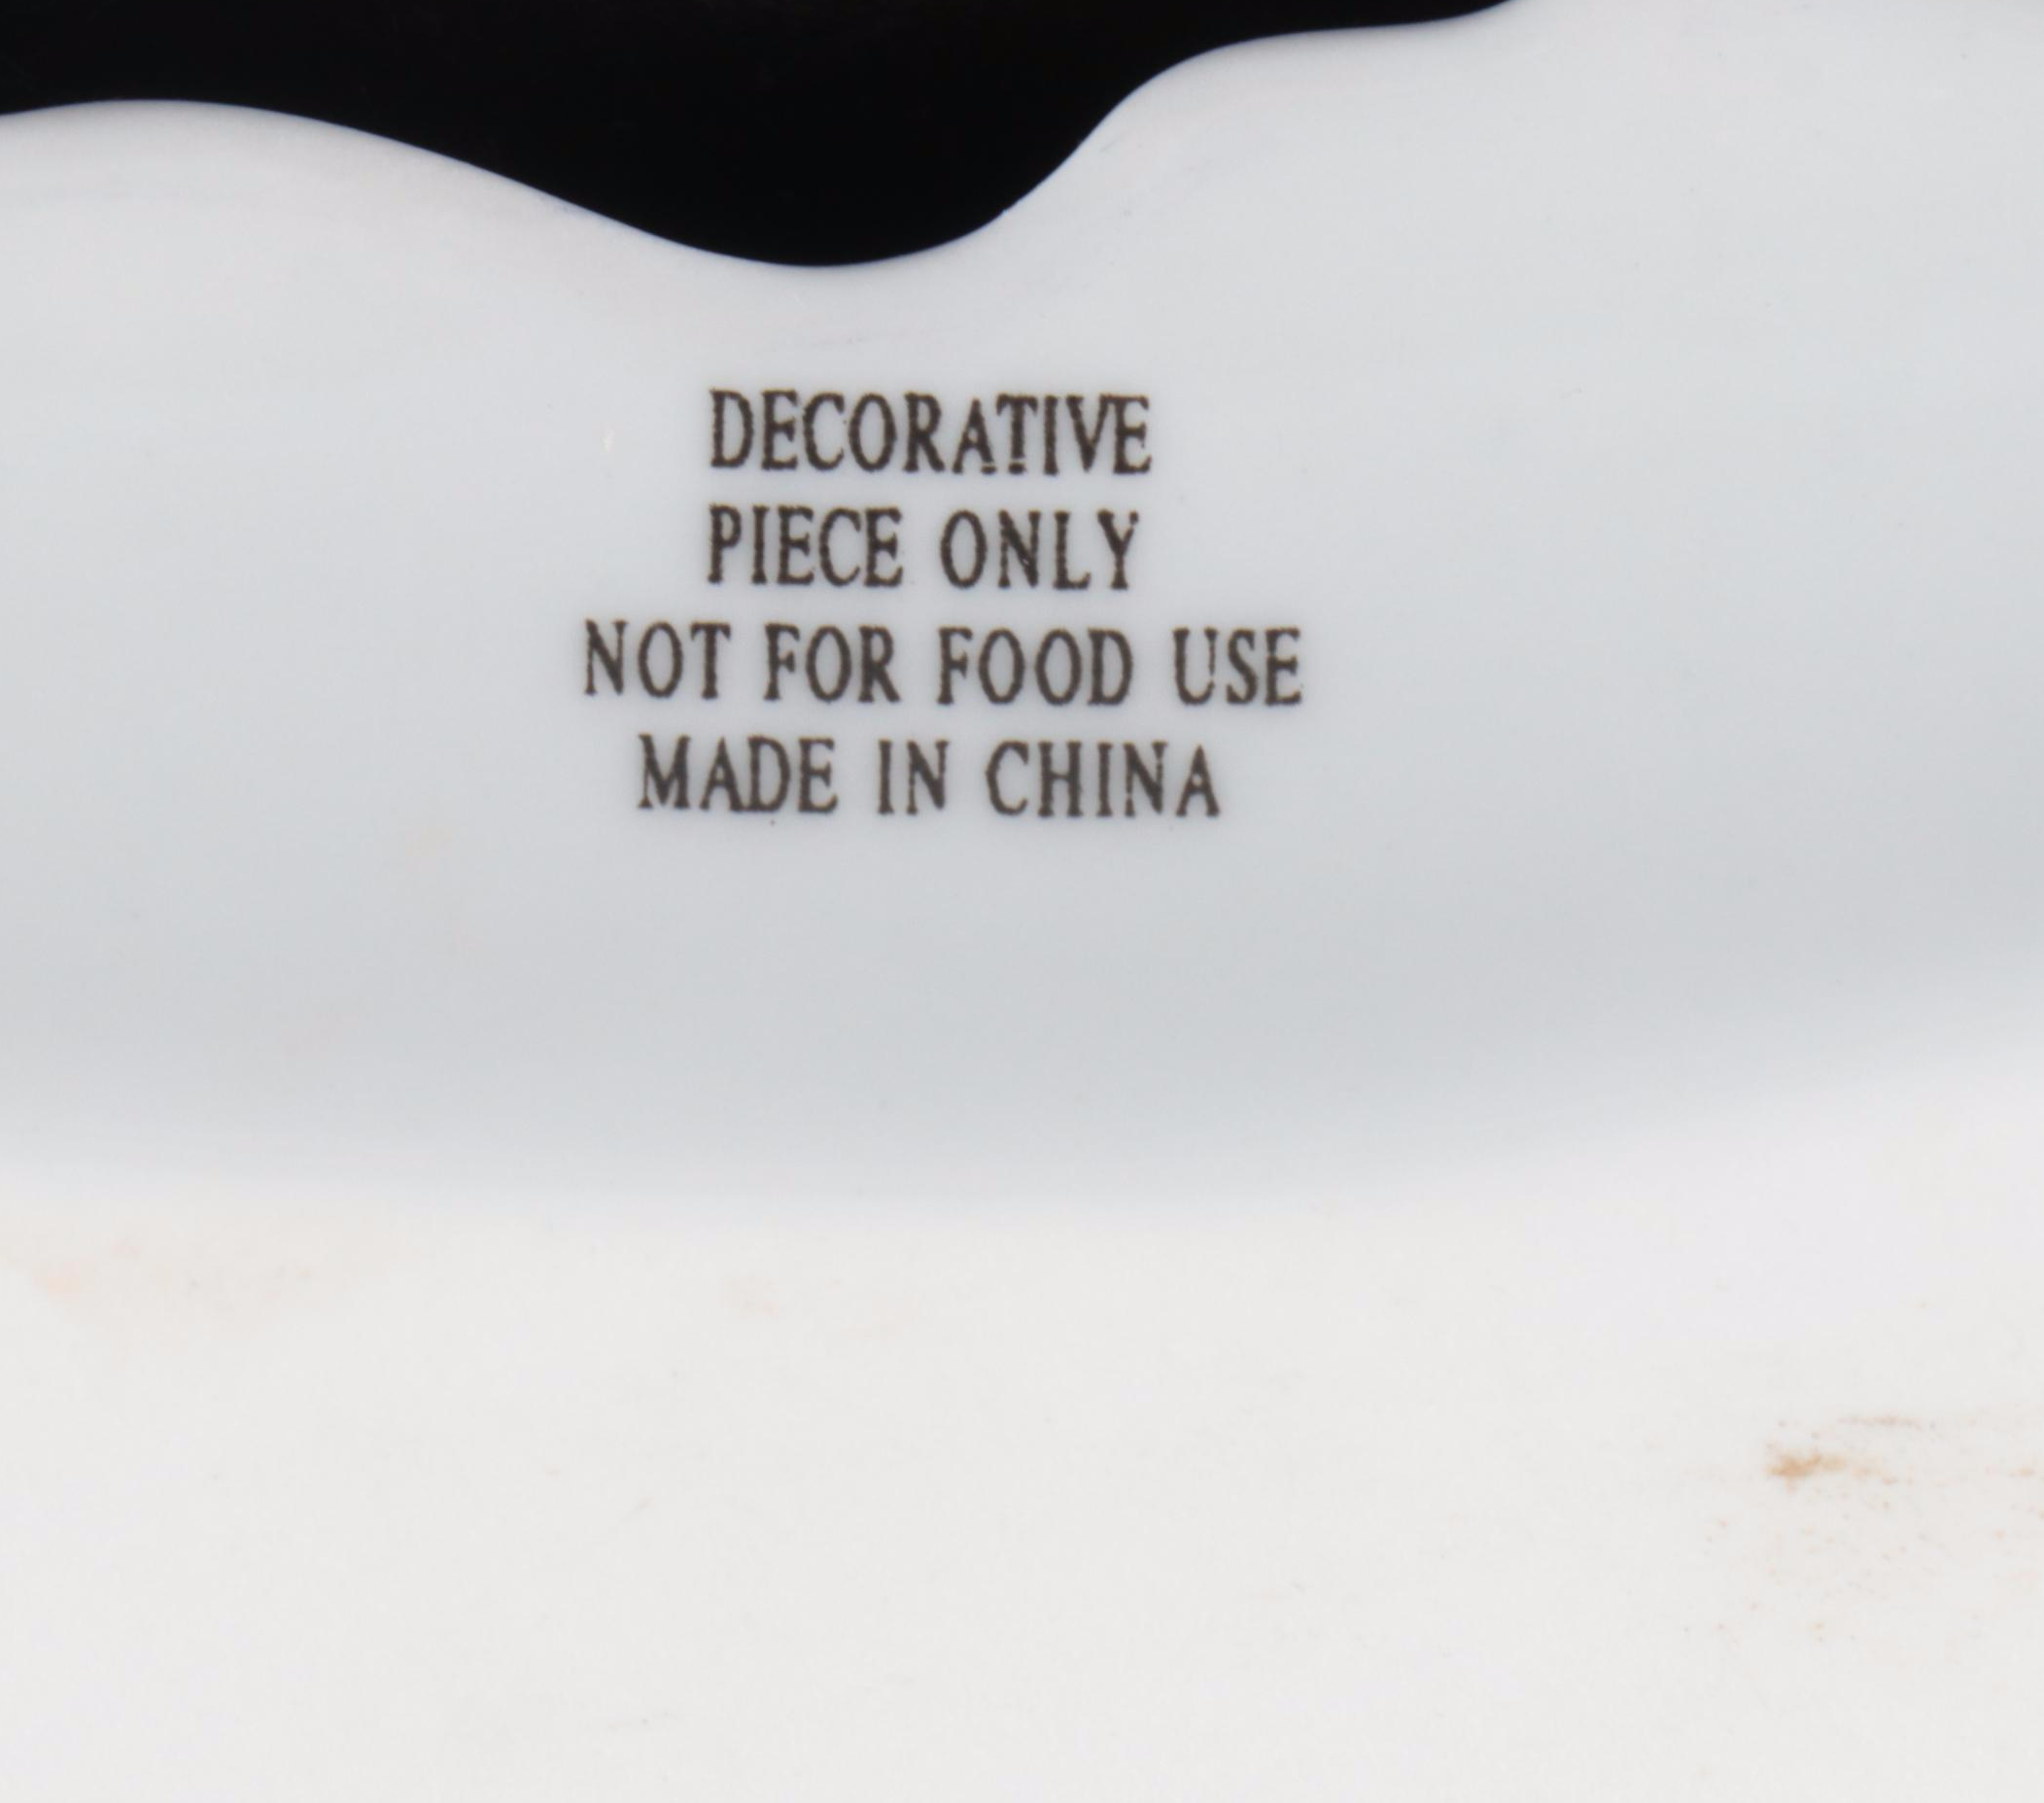 DECORATIVE
PIECE ONLY
NOT FOR FOOD USE
MADE IN CHINA